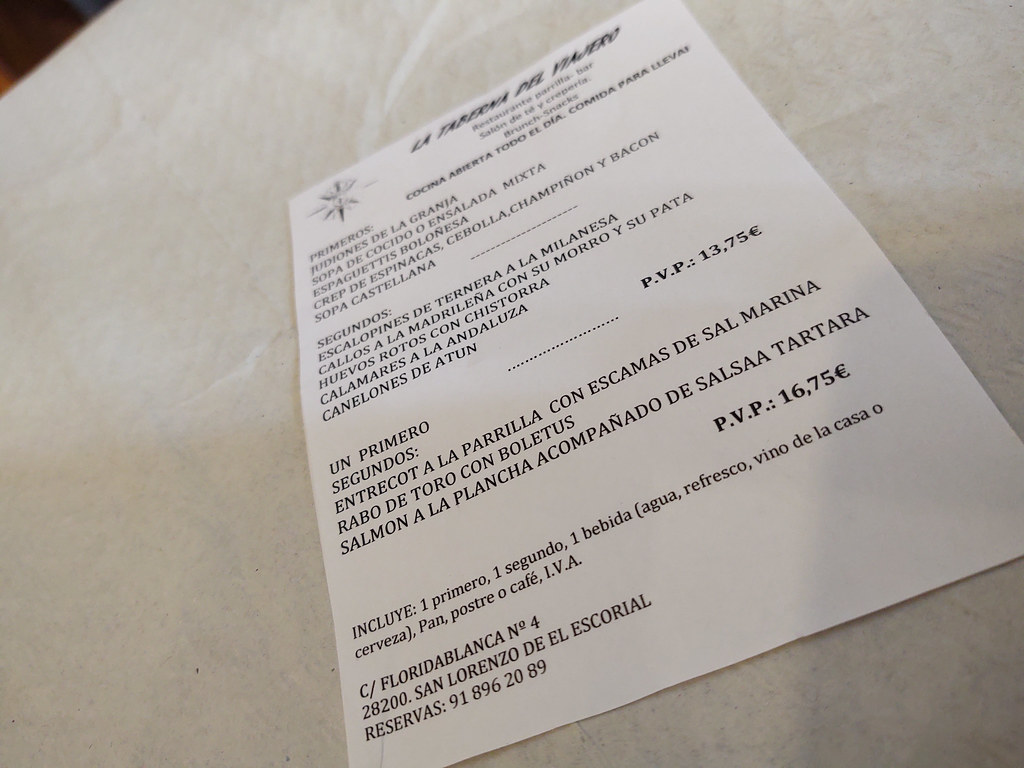 LA TABERNA DEL VIAJERO
Restaurante parrilla- bar
Salón de té y crepería.
Brunch-Snacks
COCINA ABIERTA TODO EL DÍA. COMIDA PARA LLEVAR
PRIMEROS:
JUDIONES DE LA GRANJA
SOPA DE COCIDO O ENSALADA MIXTA
ESPAGUETTIS BOLOÑESA
CREP DE ESPINACAS, CEBOLLA,CHAMPIÑON Y BACON
SOPA CASTELLANA
SEGUNDOS:
ESCALOPINES DE TERNERA A LA MILANESA
CALLOS A LA MADRILEÑA CON SU MORRO Y SU PATA
HUEVOS ROTOS CON CHISTORRA
CALAMARES A LA ANDALUZA
CANELONES DE ATUN
P.V.P.: 13,75€
UN PRIMERO
SEGUNDOS:
ENTRECOT A LA PARRILLA CON ESCAMAS DE SAL MARINA
RABO DE TORO CON BOLETUS
SALMON A LA PLANCHA ACOMPAÑADO DE SALSAA TARTARA
P.V.P.: 16,75€
INCLUYE: 1 primero, 1 segundo, 1 bebida (agua, refresco, vino de la casa o
cerveza), Pan, postre o café, I.V.A.
C/ FLORIDABLANCA Nº 4
28200. SAN LORENZO DE EL ESCORIAL
RESERVAS: 91 896 20 89